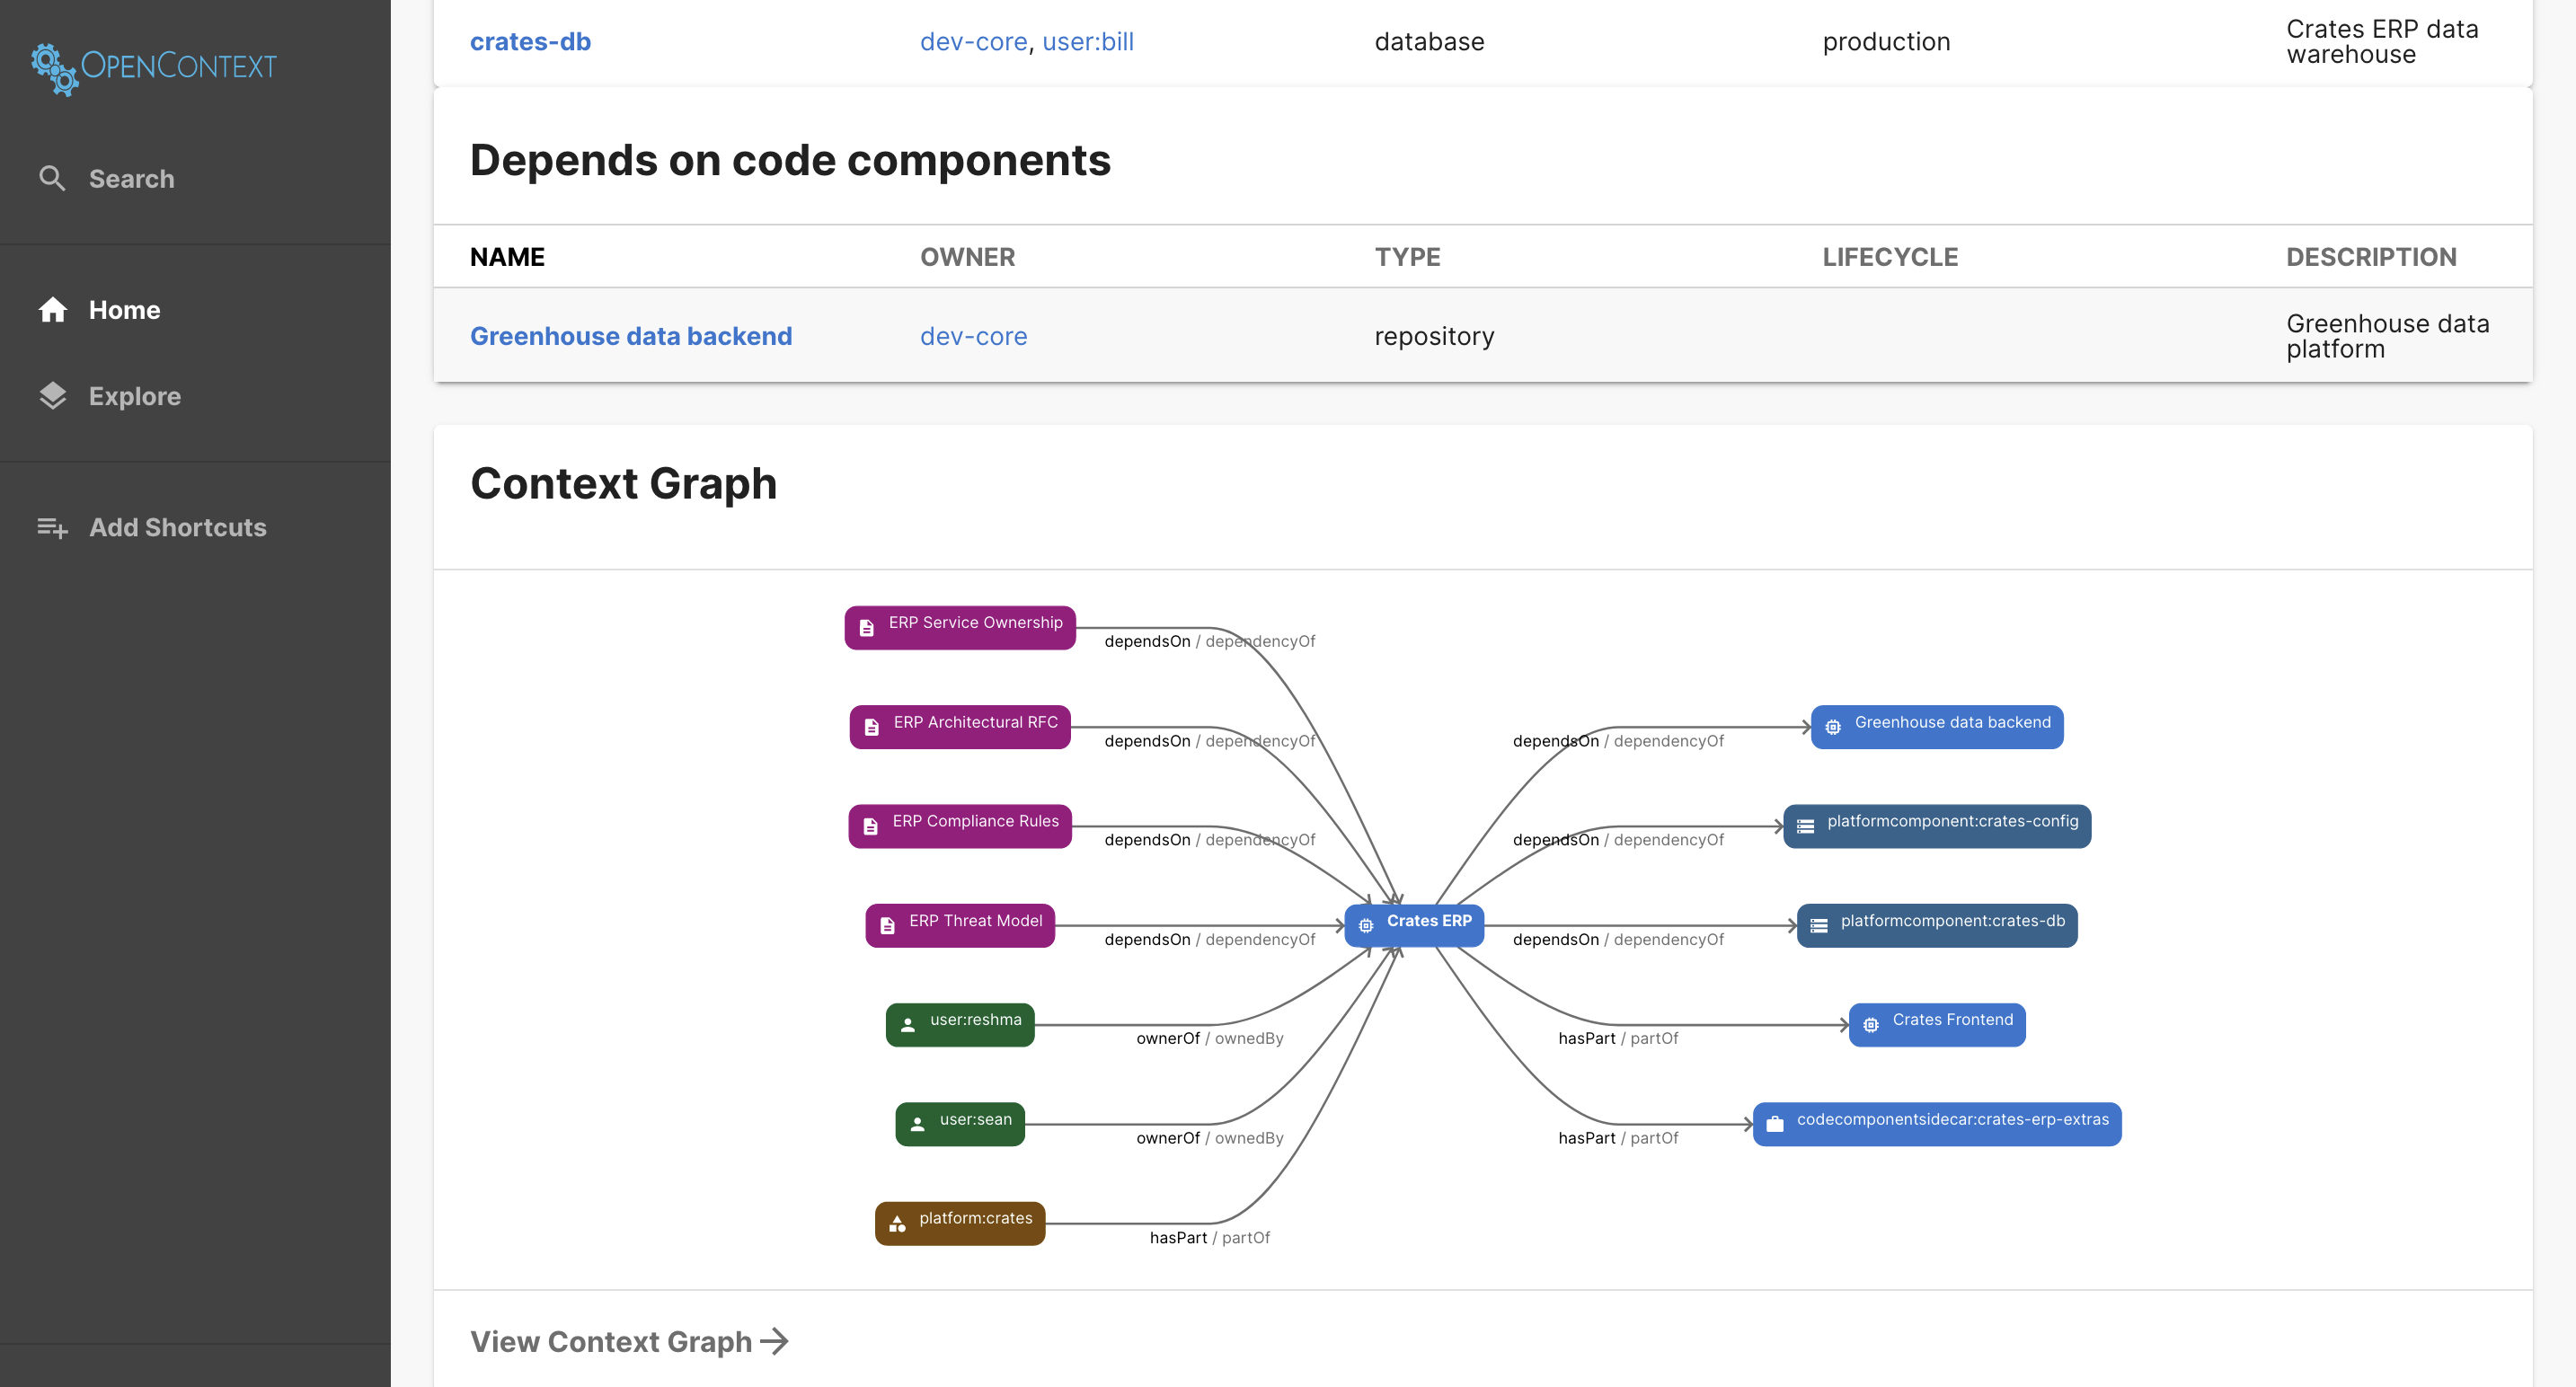 OPENCONTEXT
Search
Home
Explore
Add Shortcuts
crates-db dev-core, user:bill database production Crates ERP data
warehouse
Depends on code components
NAME OWNER TYPE LIFECYCLE DESCRIPTION
Greenhouse data backend dev-core repository Greenhouse data
platform
Context Graph
ERP Service Ownership
dependsOn / dependencyOf
ERP Architectural RFC
dependsOn / dependencyOf
ERP Compliance Rules
dependsOn / dependencyOf
ERP Threat Model
dependsOn / dependencyOf
user:reshma
ownerOf / ownedBy
user:sean
ownerOf / ownedBy
platform:crates
hasPart / partOf
Crates ERP
Greenhouse data backend
dependsOn / dependencyOf
platformcomponent:crates-config
dependsOn / dependencyOf
platformcomponent:crates-db
dependsOn / dependencyOf
Crates Frontend
hasPart / partOf
codecomponentsidecar:crates-erp-extras
hasPart / partOf
View Context Graph